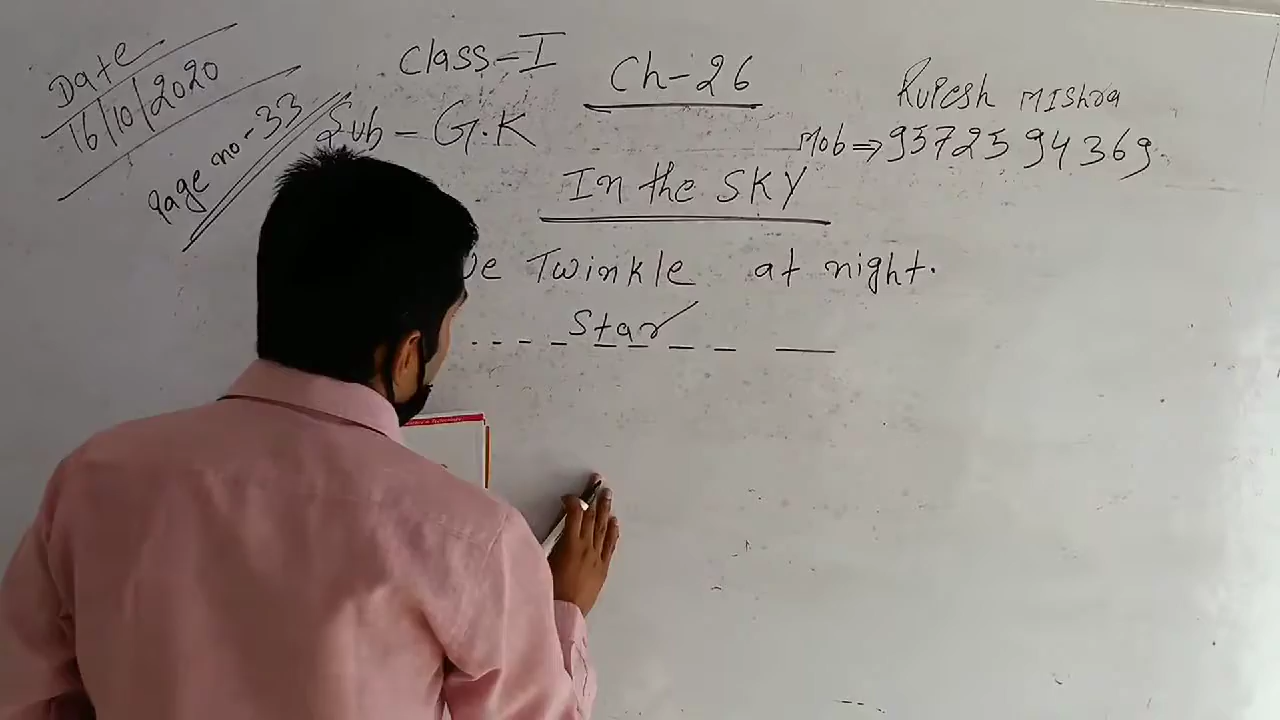 Date
16/10/2020
Page no-33
Class-I
Sub - G.K
Ch-26
Rupesh MIshra
Mob⇒9572594369.
In the SKY
Twinkle at night.
Star